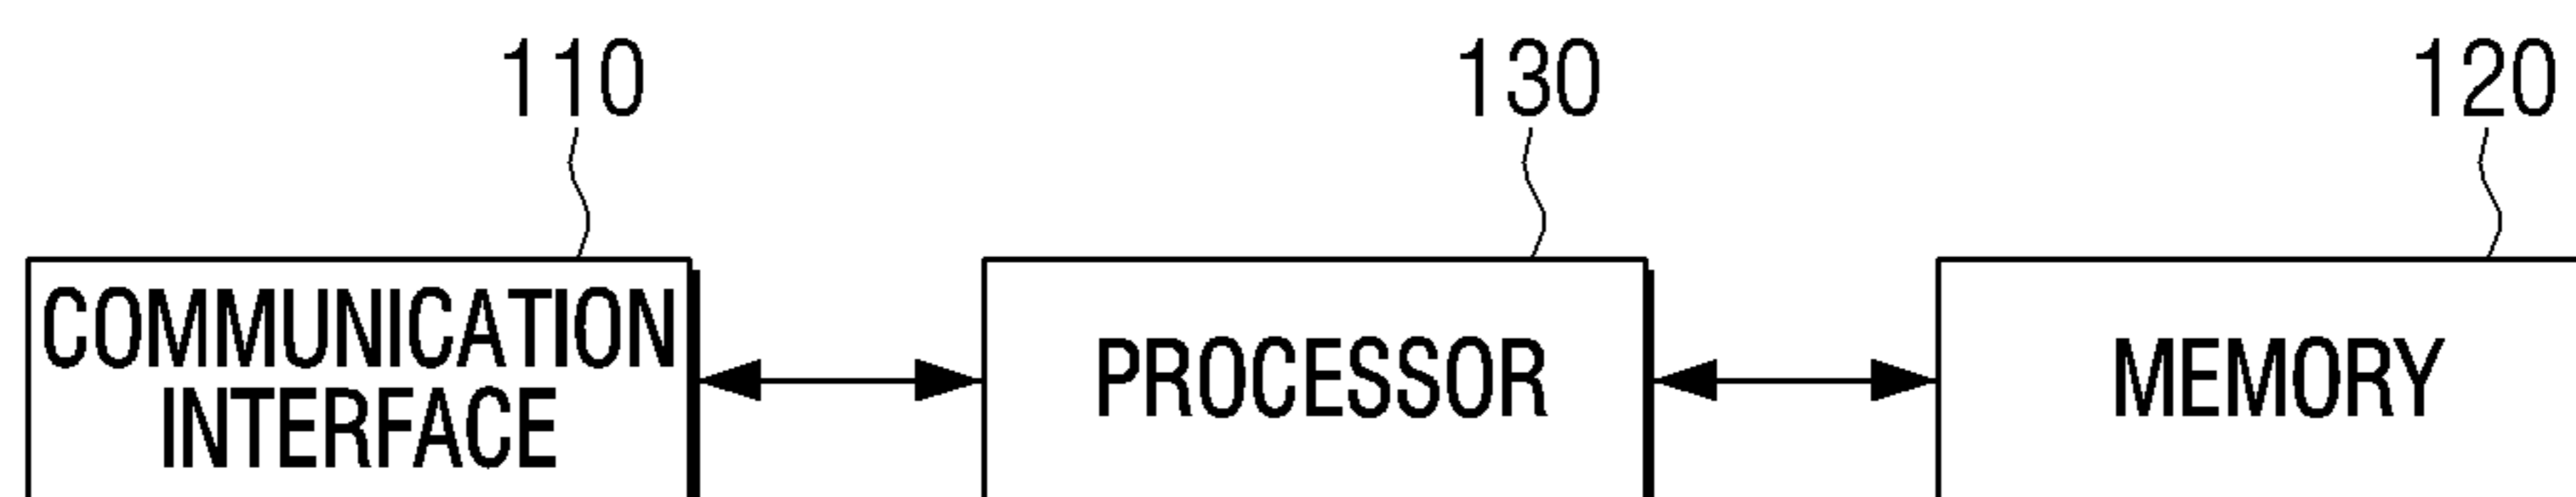 110
130
120
COMMUNICATION
INTERFACE
PROCESSOR
MEMORY